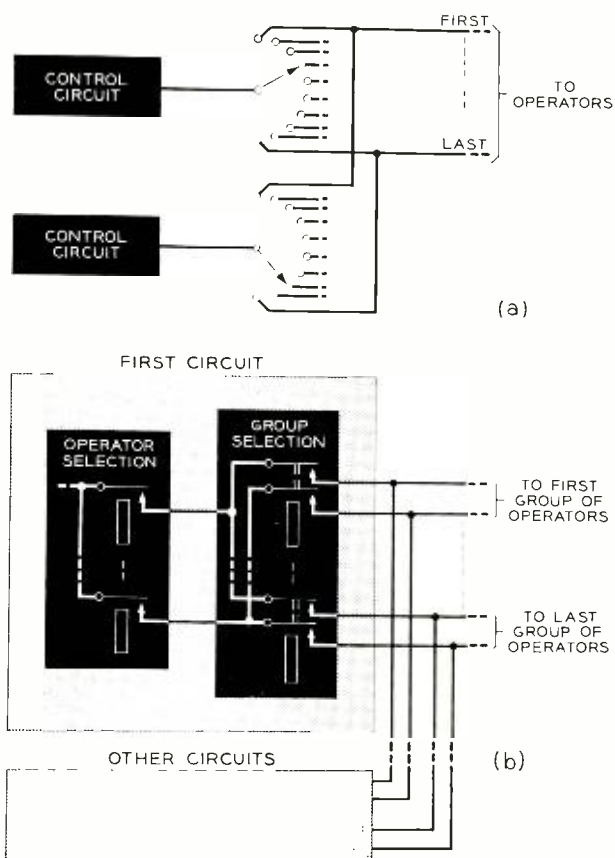 FIRST
CONTROL
CIRCUIT
TO
OPERATORS
LAST
CONTROL
CIRCUIT
(a)
FIRST CIRCUIT
OPERATOR
SELECTION
GROUP
SELECTION
TO FIRST
GROUP OF
OPERATORS
TO LAST
GROUP OF
OPERATORS
OTHER CIRCUITS
(b)